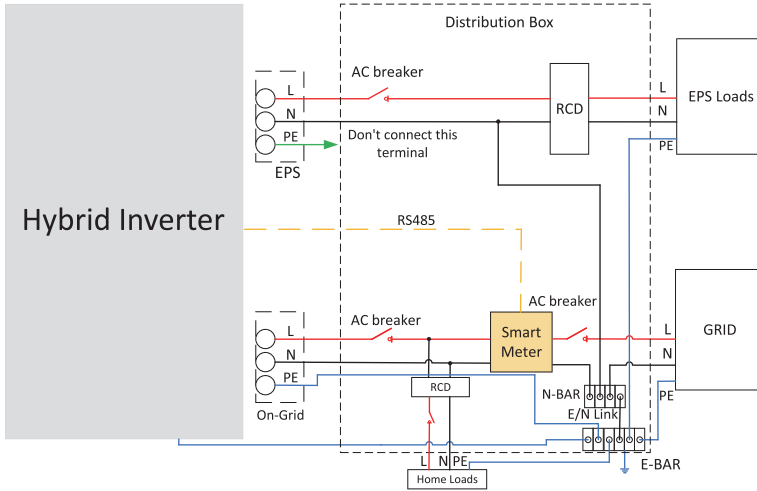 Distribution Box
AC breaker
L
N
PE
EPS
Don't connect this
terminal
RCD
L
N
PE
EPS Loads
Hybrid Inverter
RS485
AC breaker
AC breaker
L
N
PE
On-Grid
Smart
Meter
L
N
PE
GRID
RCD
N-BAR
E/N Link
E-BAR
L
N
PE
Home Loads